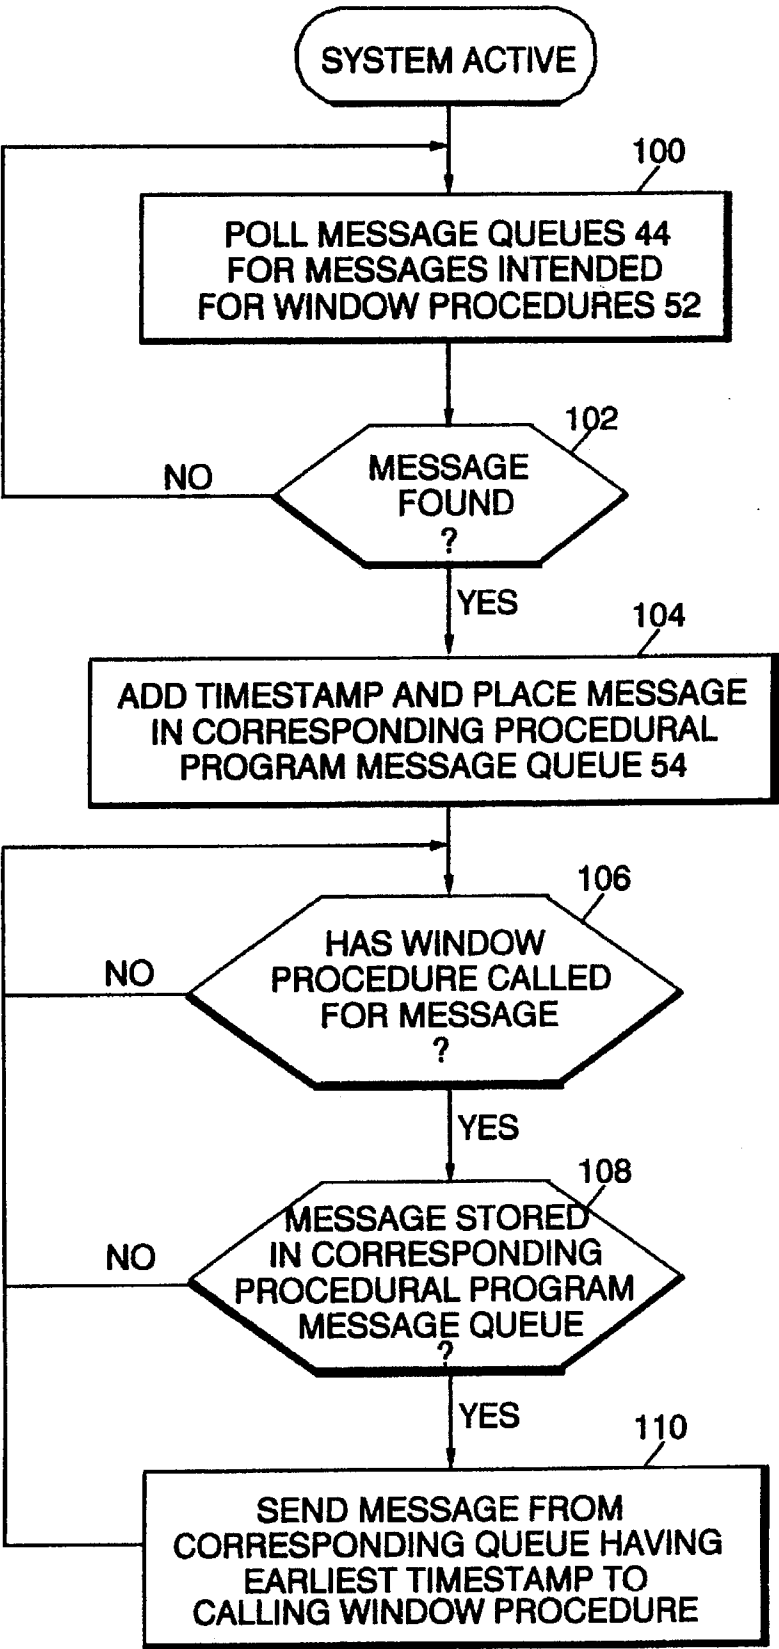 SYSTEM ACTIVE
100
POLL MESSAGE QUEUES 44
FOR MESSAGES INTENDED
FOR WINDOW PROCEDURES 52
102
MESSAGE
FOUND
?
NO
YES
104
ADD TIMESTAMP AND PLACE MESSAGE
IN CORRESPONDING PROCEDURAL
PROGRAM MESSAGE QUEUE 54
106
HAS WINDOW
PROCEDURE CALLED
FOR MESSAGE
?
NO
YES
108
MESSAGE STORED
IN CORRESPONDING
PROCEDURAL PROGRAM
MESSAGE QUEUE
?
NO
YES
110
SEND MESSAGE FROM
CORRESPONDING QUEUE HAVING
EARLIEST TIMESTAMP TO
CALLING WINDOW PROCEDURE